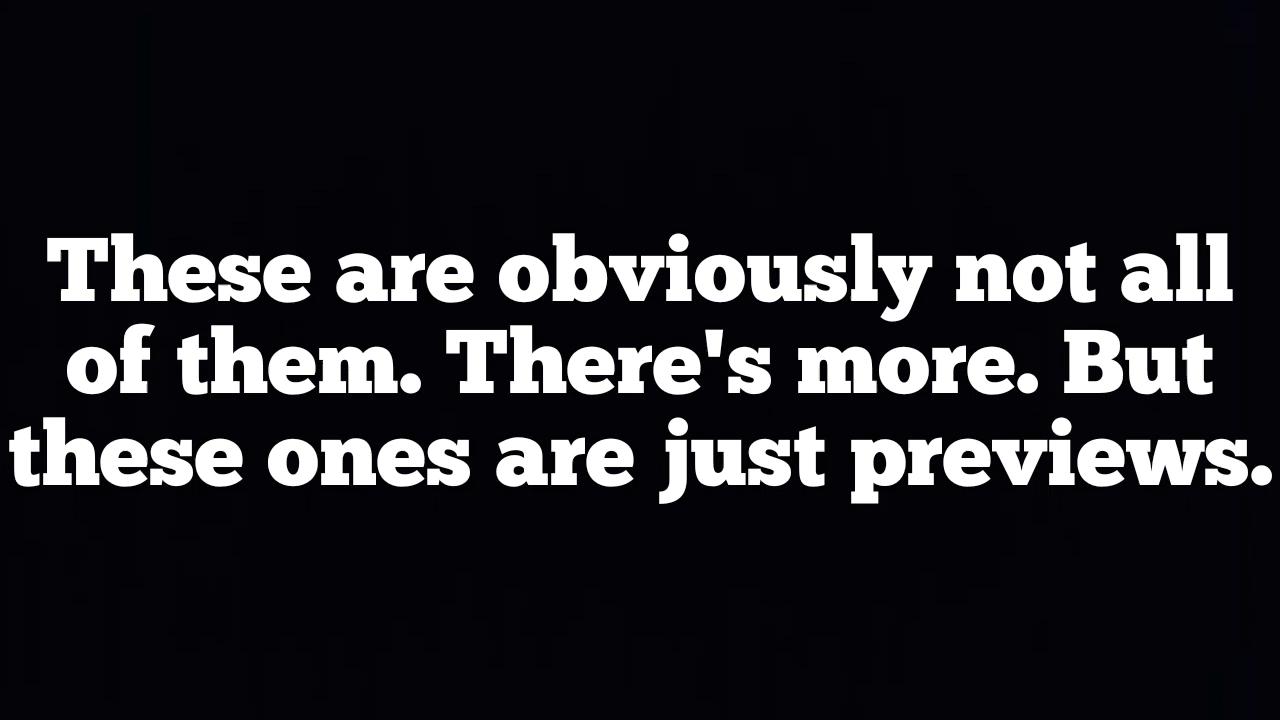 These are obviously not all
of them. There's more. But
these ones are just previews.